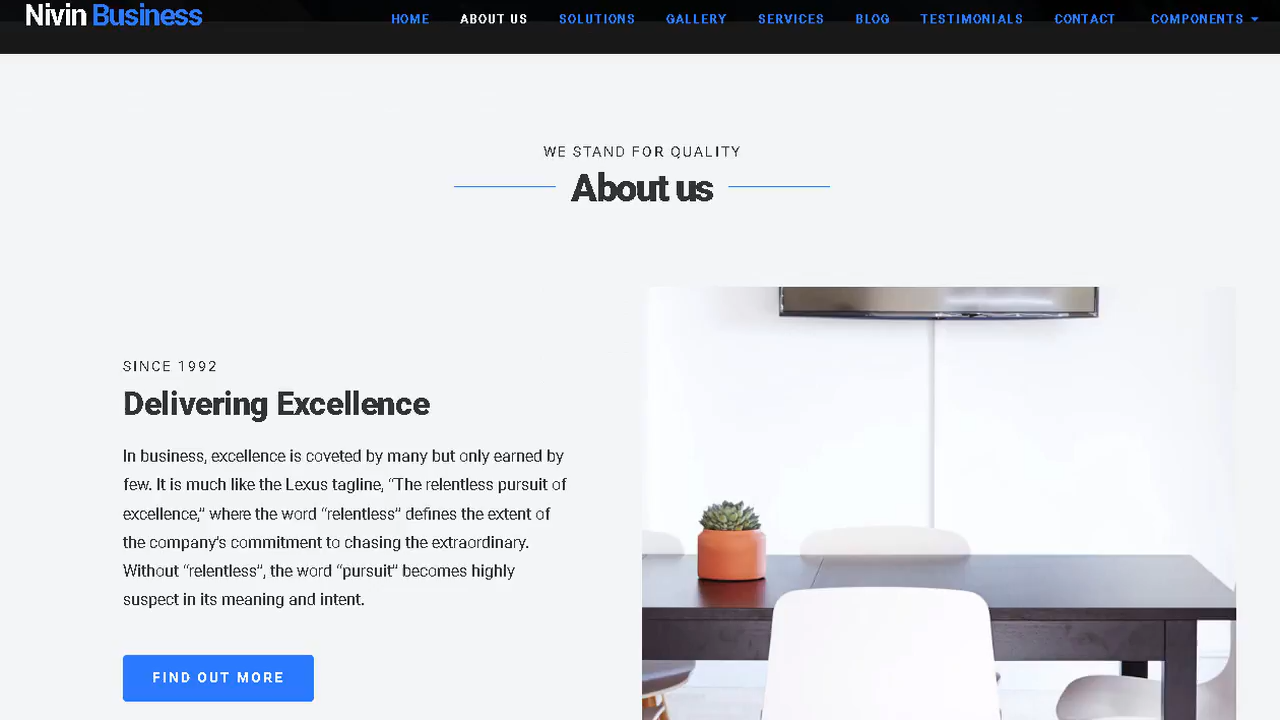 Nivin Business
HOME ABOUT US SOLUTIONS GALLERY SERVICES BLOG TESTIMONIALS CONTACT COMPONENTS
WE STAND FOR QUALITY
About us
SINCE 1992
Delivering Excellence
In business, excellence is coveted by many but only earned by
few. It is much like the Lexus tagline, “The relentless pursuit of
excellence,” where the word “relentless” defines the extent of
the company’s commitment to chasing the extraordinary.
Without “relentless”, the word “pursuit” becomes highly
suspect in its meaning and intent.
FIND OUT MORE